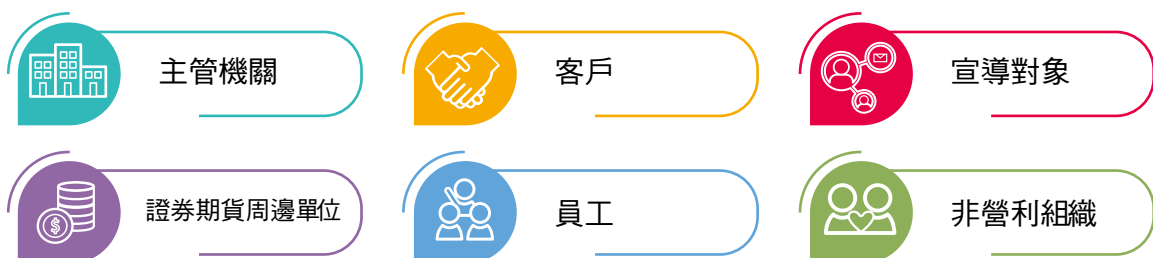 主管機關
客戶
宣導對象
證券期貨周邊單位
員工
非營利組織